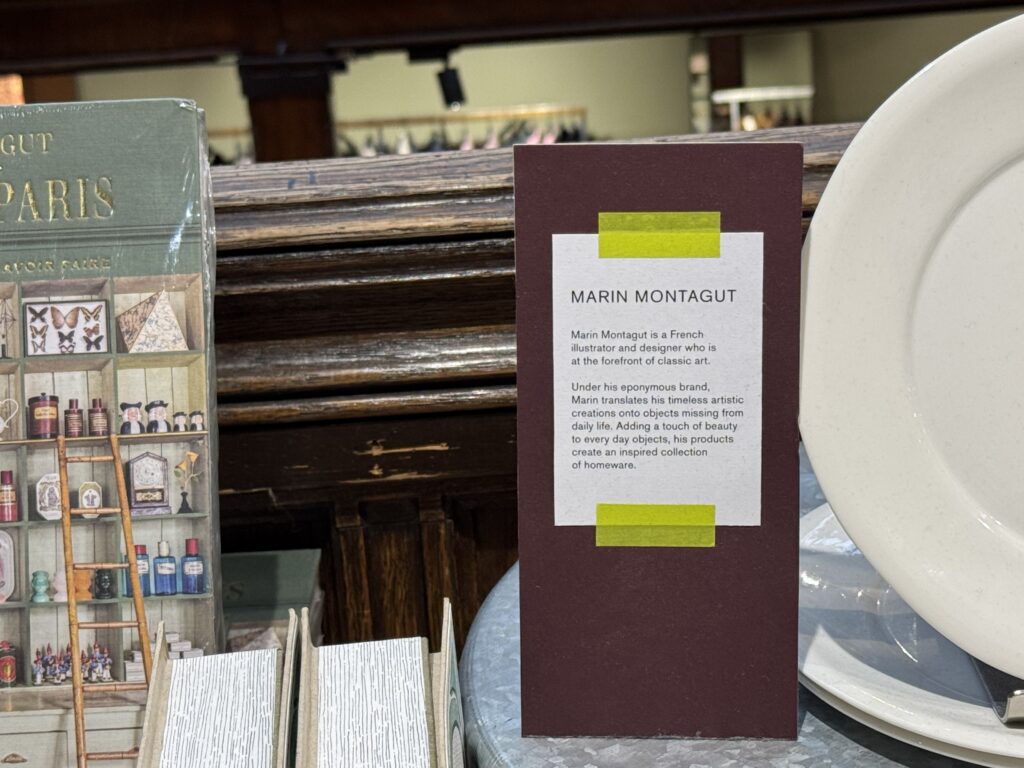 GUT
PARIS
AVOIR FAIRE
MARIN MONTAGUT
Marin Montagut is a French
illustrator and designer who is
at the forefront of classic art.
Under his eponymous brand,
Marin translates his timeless artistic
creations onto objects missing from
daily life. Adding a touch of beauty
to every day objects, his products
create an inspired collection
of homeware.